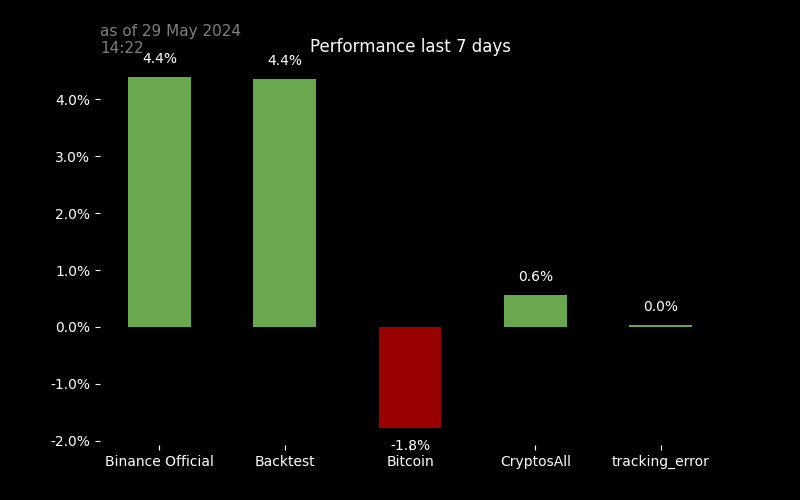 as of 29 May 2024
14:22
Performance last 7 days
4.4%
4.4%
4.0%
3.0%
2.0%
1.0%
0.6%
0.0%
0.0%
-1.0%
-2.0%
-1.8%
Binance Official
Backtest
Bitcoin
CryptosAll
tracking_error